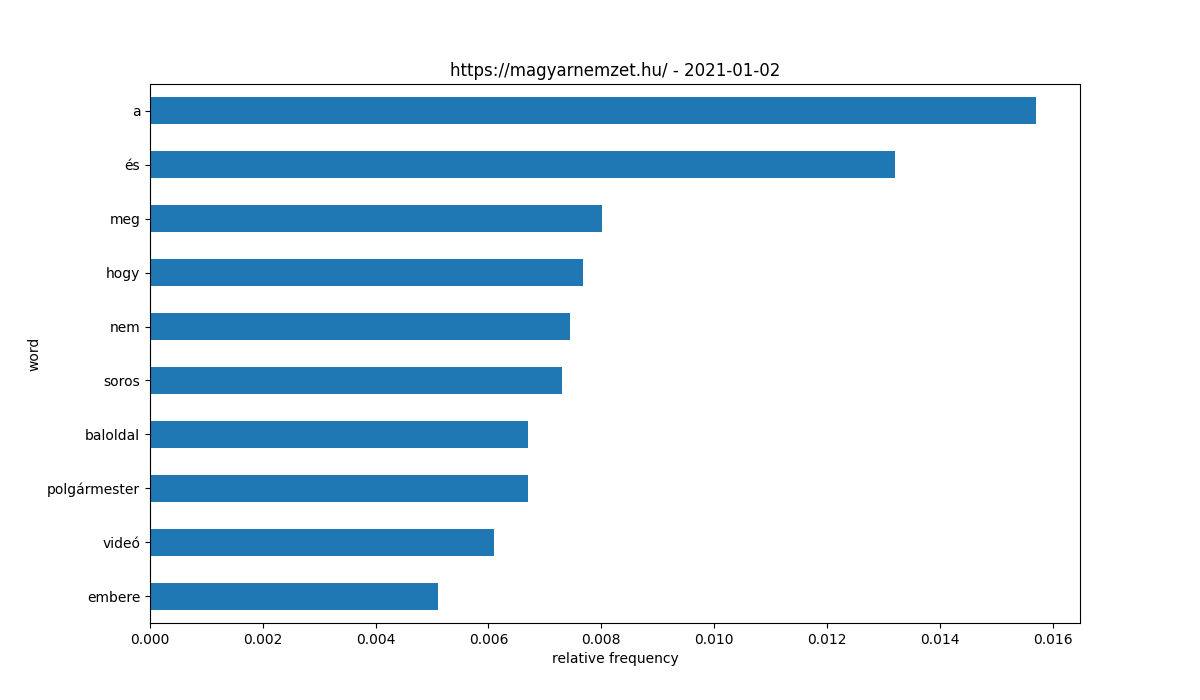 https://magyarnemzet.hu/ - 2021-01-02
a
és
meg
hogy
nem
soros
baloldal
polgármester
videó
embere
word
0.000 0.002 0.004 0.006 0.008 0.010 0.012 0.014 0.016
relative frequency